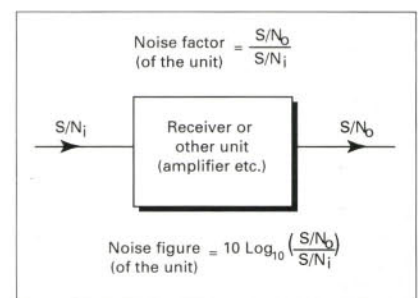 Noise factor = S/No
(of the unit) S/Ni
S/Ni
Receiver or
other unit
(amplifier etc.)
S/No
Noise figure = 10 Log10 (S/No)
(of the unit) S/Ni